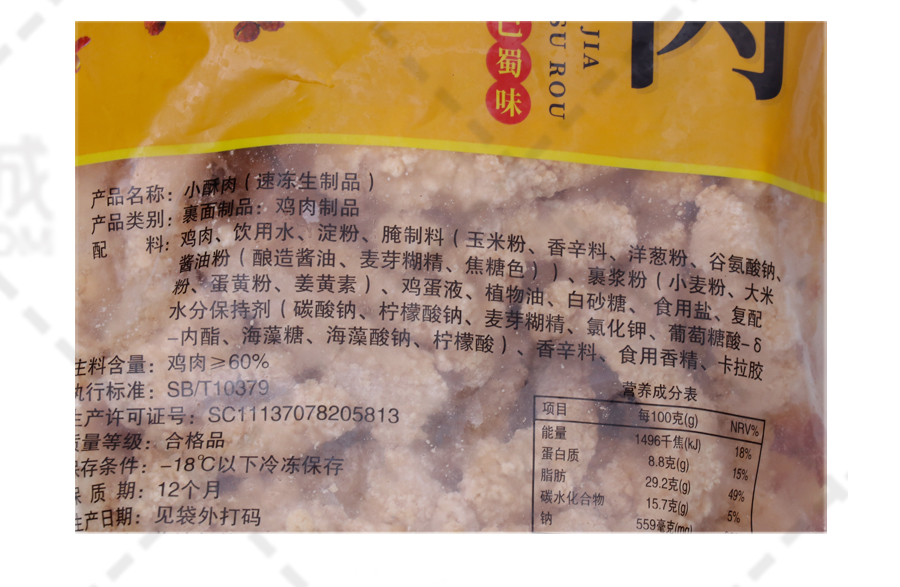 巴蜀味
JIA
SU ROU
肉
产品名称：小酥肉（速冻生制品）
产品类别：裹面制品：鸡肉制品
配 料：鸡肉、饮用水、淀粉、腌制料（玉米粉、香辛料、洋葱粉、谷氨酸钠、
酱油粉（酿造酱油、麦芽糊精、焦糖色））、裹浆粉（小麦粉、大米
粉、蛋黄粉、姜黄素）、鸡蛋液、植物油、白砂糖、食用盐、复配
水分保持剂（碳酸钠、柠檬酸钠、麦芽糊精、氯化钾、葡萄糖酸-δ
-内酯、海藻糖、海藻酸钠、柠檬酸）、香辛料、食用香精、卡拉胶
主料含量：鸡肉≥60%
执行标准：SB/T10379
生产许可证号：SC11137078205813
质量等级：合格品
保存条件：-18℃以下冷冻保存
保 质 期：12个月
生产日期：见袋外打码
营养成分表
项目 每100克(g) NRV%
能量 1496千焦(kJ) 18%
蛋白质 8.8克(g) 15%
脂肪 29.2克(g) 49%
碳水化合物 15.7克(g) 5%
钠 559毫克(mg)